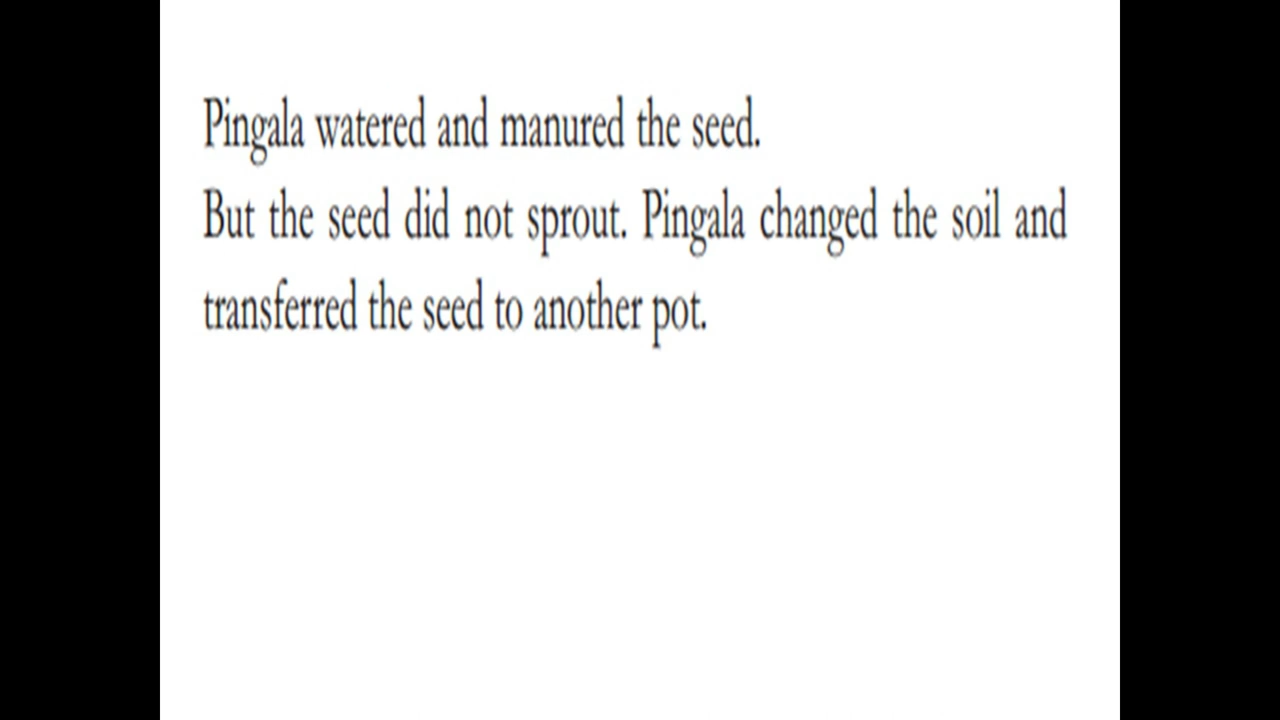 Pingala watered and manured the seed.
But the seed did not sprout. Pingala changed the soil and
transferred the seed to another pot.